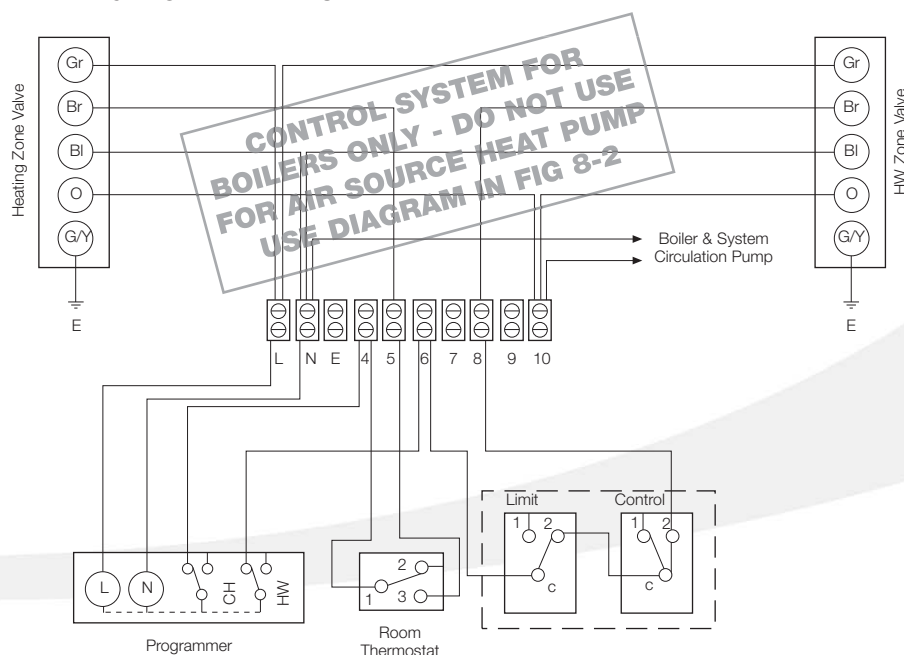 Gr
Br
Bl
O
G/Y
E
Heating Zone Valve
CONTROL SYSTEM FOR
BOILERS ONLY - DO NOT USE
FOR AIR SOURCE HEAT PUMP
USE DIAGRAM IN FIG 8-2
Boiler & System
Circulation Pump
Gr
Br
Bl
O
G/Y
E
HW Zone Valve
L N E 4 5 6 7 8 9 10
L N CH HW
Programmer
1 2 3
Room
Thermostat
Limit
1 2
C
Control
1 2
C